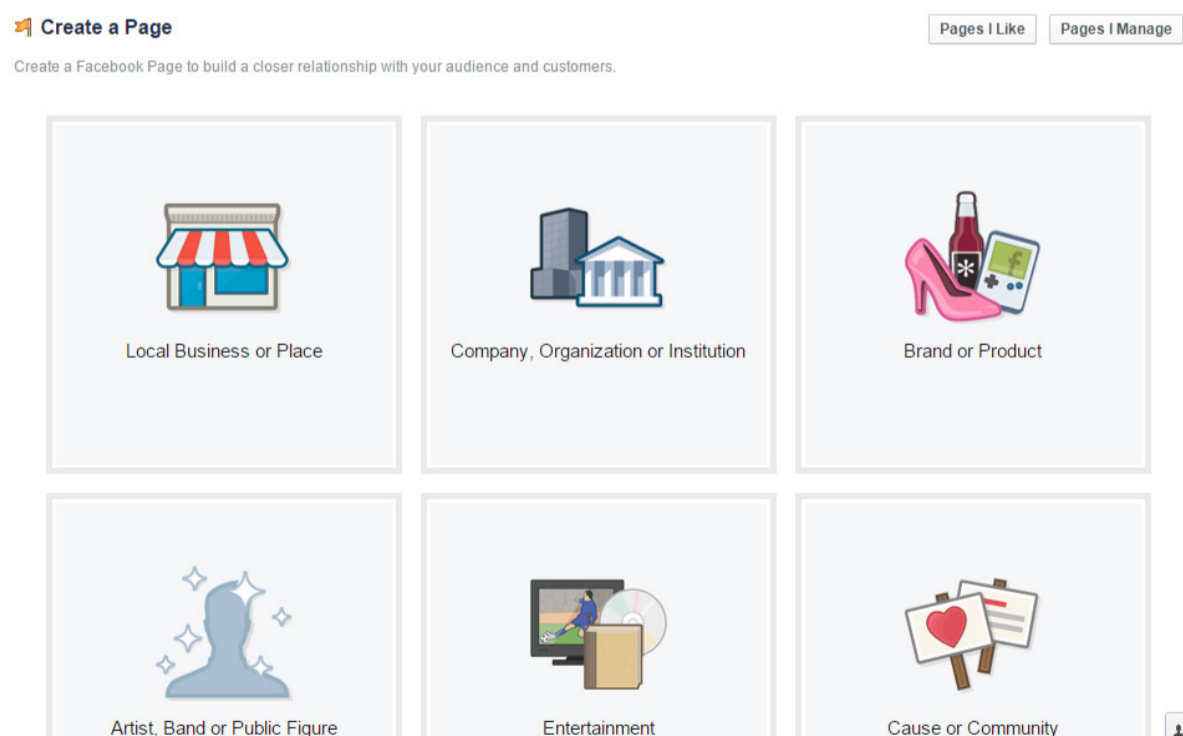 Create a Page
Pages I Like
Pages I Manage
Create a Facebook Page to build a closer relationship with your audience and customers.
Local Business or Place
Company, Organization or Institution
Brand or Product
Artist, Band or Public Figure
Entertainment
Cause or Community